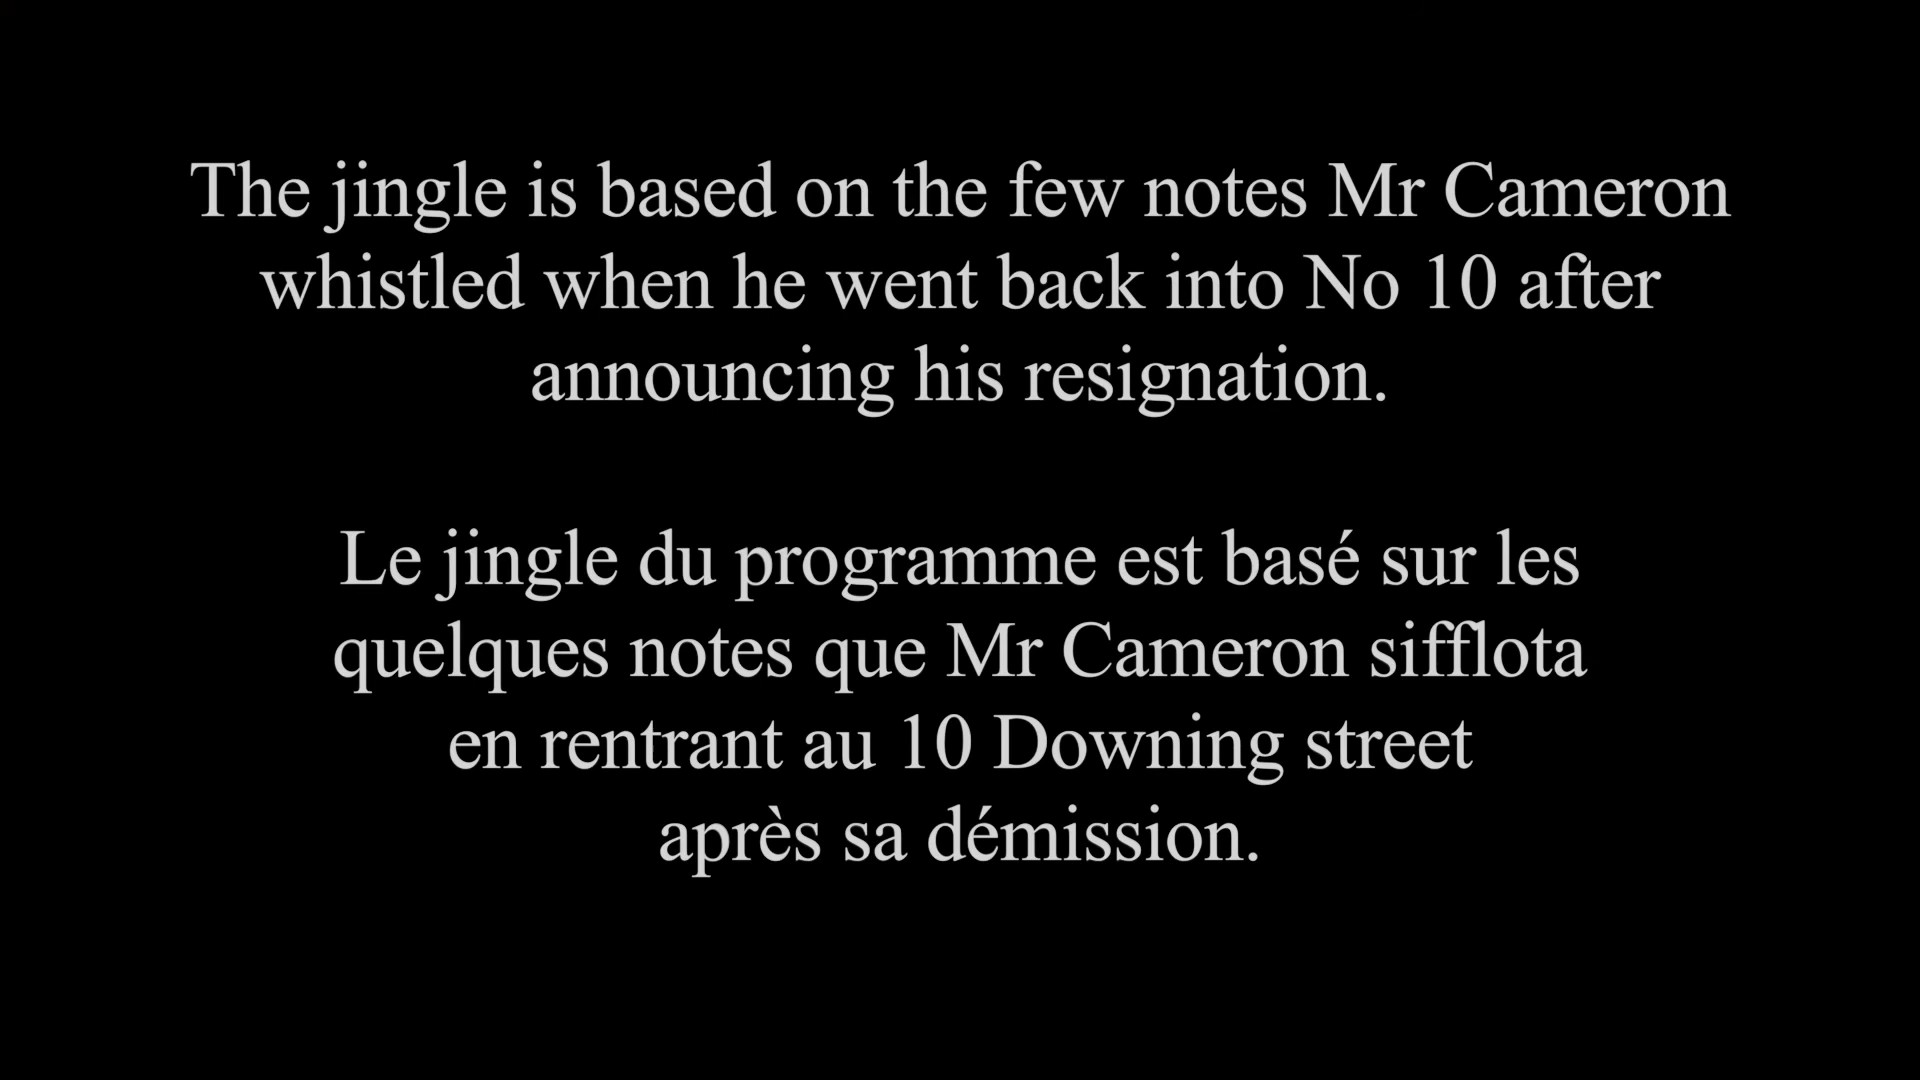 The jingle is based on the few notes Mr Cameron
whistled when he went back into No 10 after
announcing his resignation.
Le jingle du programme est basé sur les
quelques notes que Mr Cameron sifflota
en rentrant au 10 Downing street
après sa démission.